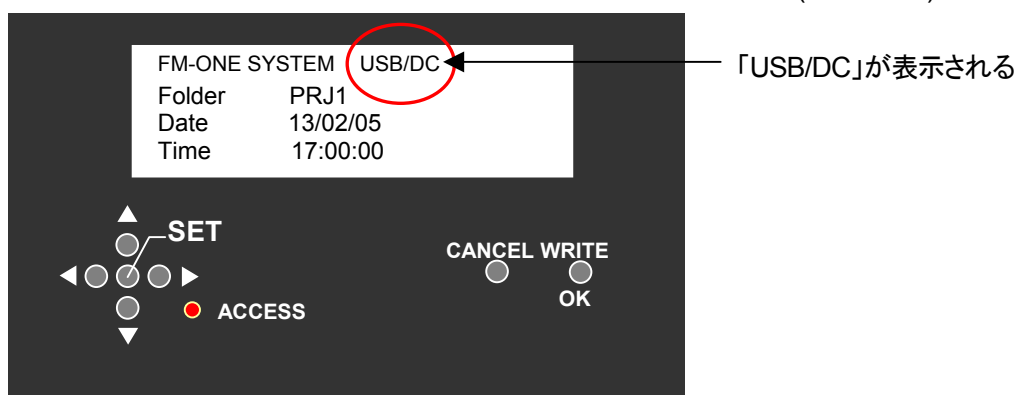 FM-ONE SYSTEM USB/DC
Folder PRJ1
Date 13/02/05
Time 17:00:00
「USB/DC」が表示される
SET
CANCEL WRITE
OK
ACCESS